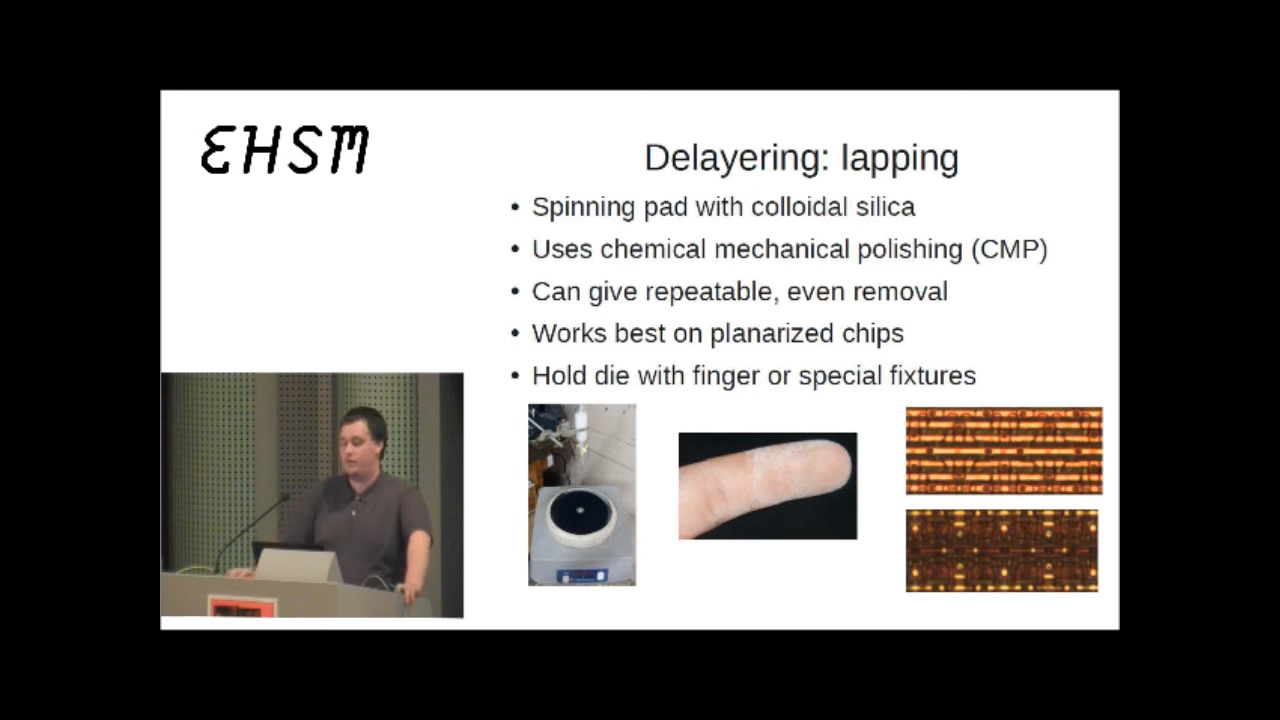 EHSM
Delayering: lapping
• Spinning pad with colloidal silica
• Uses chemical mechanical polishing (CMP)
• Can give repeatable, even removal
• Works best on planarized chips
• Hold die with finger or special fixtures